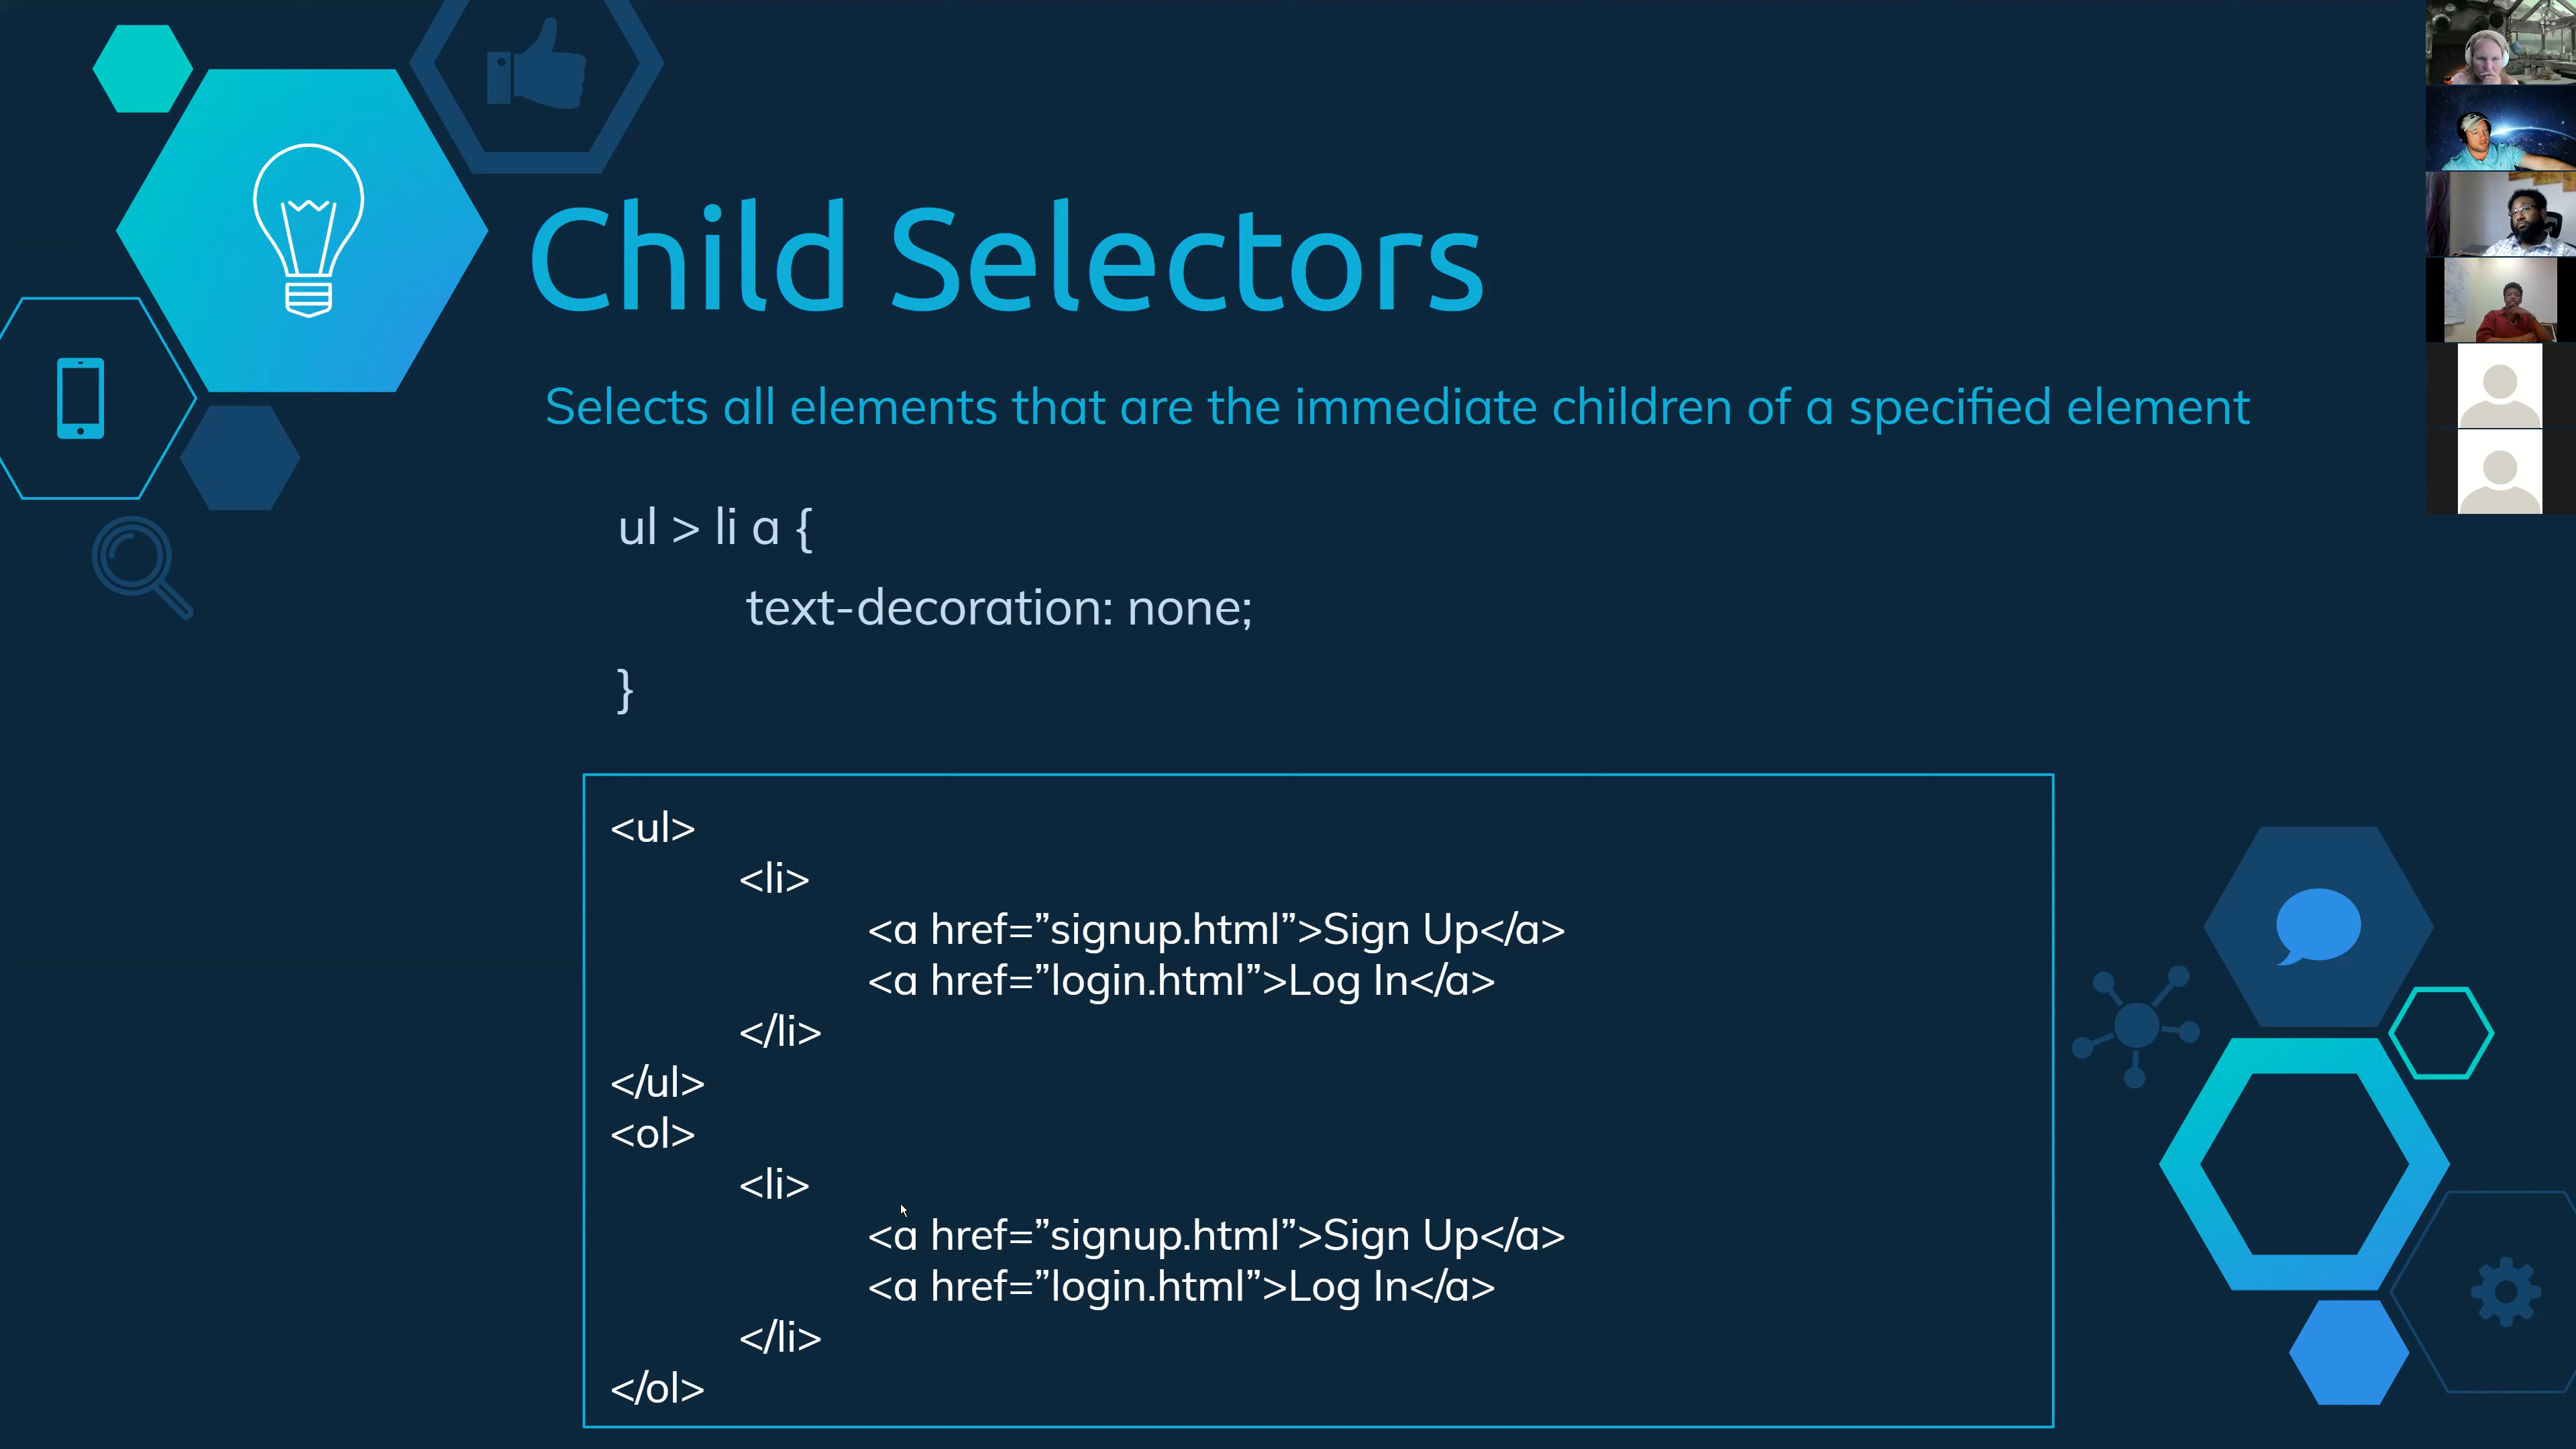 Child Selectors
Selects all elements that are the immediate children of a specified element
ul > li a {
text-decoration: none;
}
<ul>
<li>
<a href=”signup.html”>Sign Up</a>
<a href=”login.html”>Log In</a>
</li>
</ul>
<ol>
<li>
<a href=”signup.html”>Sign Up</a>
<a href=”login.html”>Log In</a>
</li>
</ol>